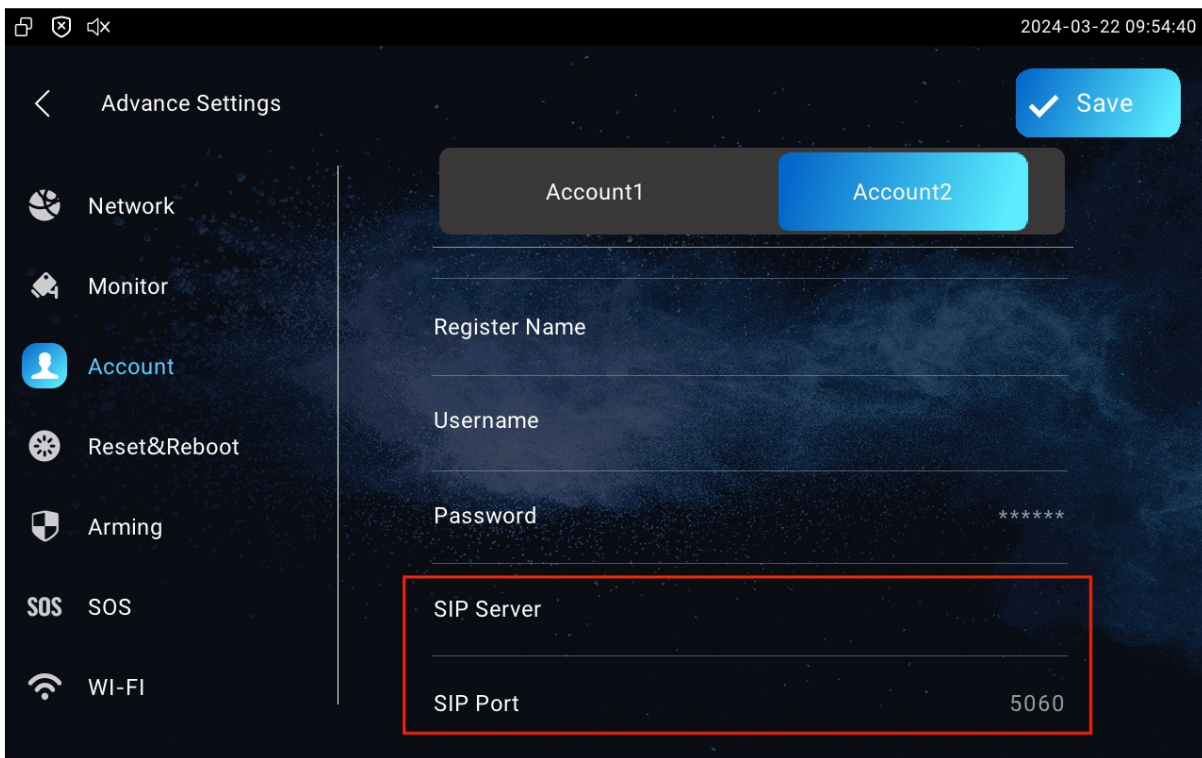 2024-03-22 09:54:40
Advance Settings
Save
Account1
Account2
Network
Monitor
Account
Reset&Reboot
Arming
SOS SOS
WI-FI
Register Name
Username
Password ******
SIP Server
SIP Port 5060